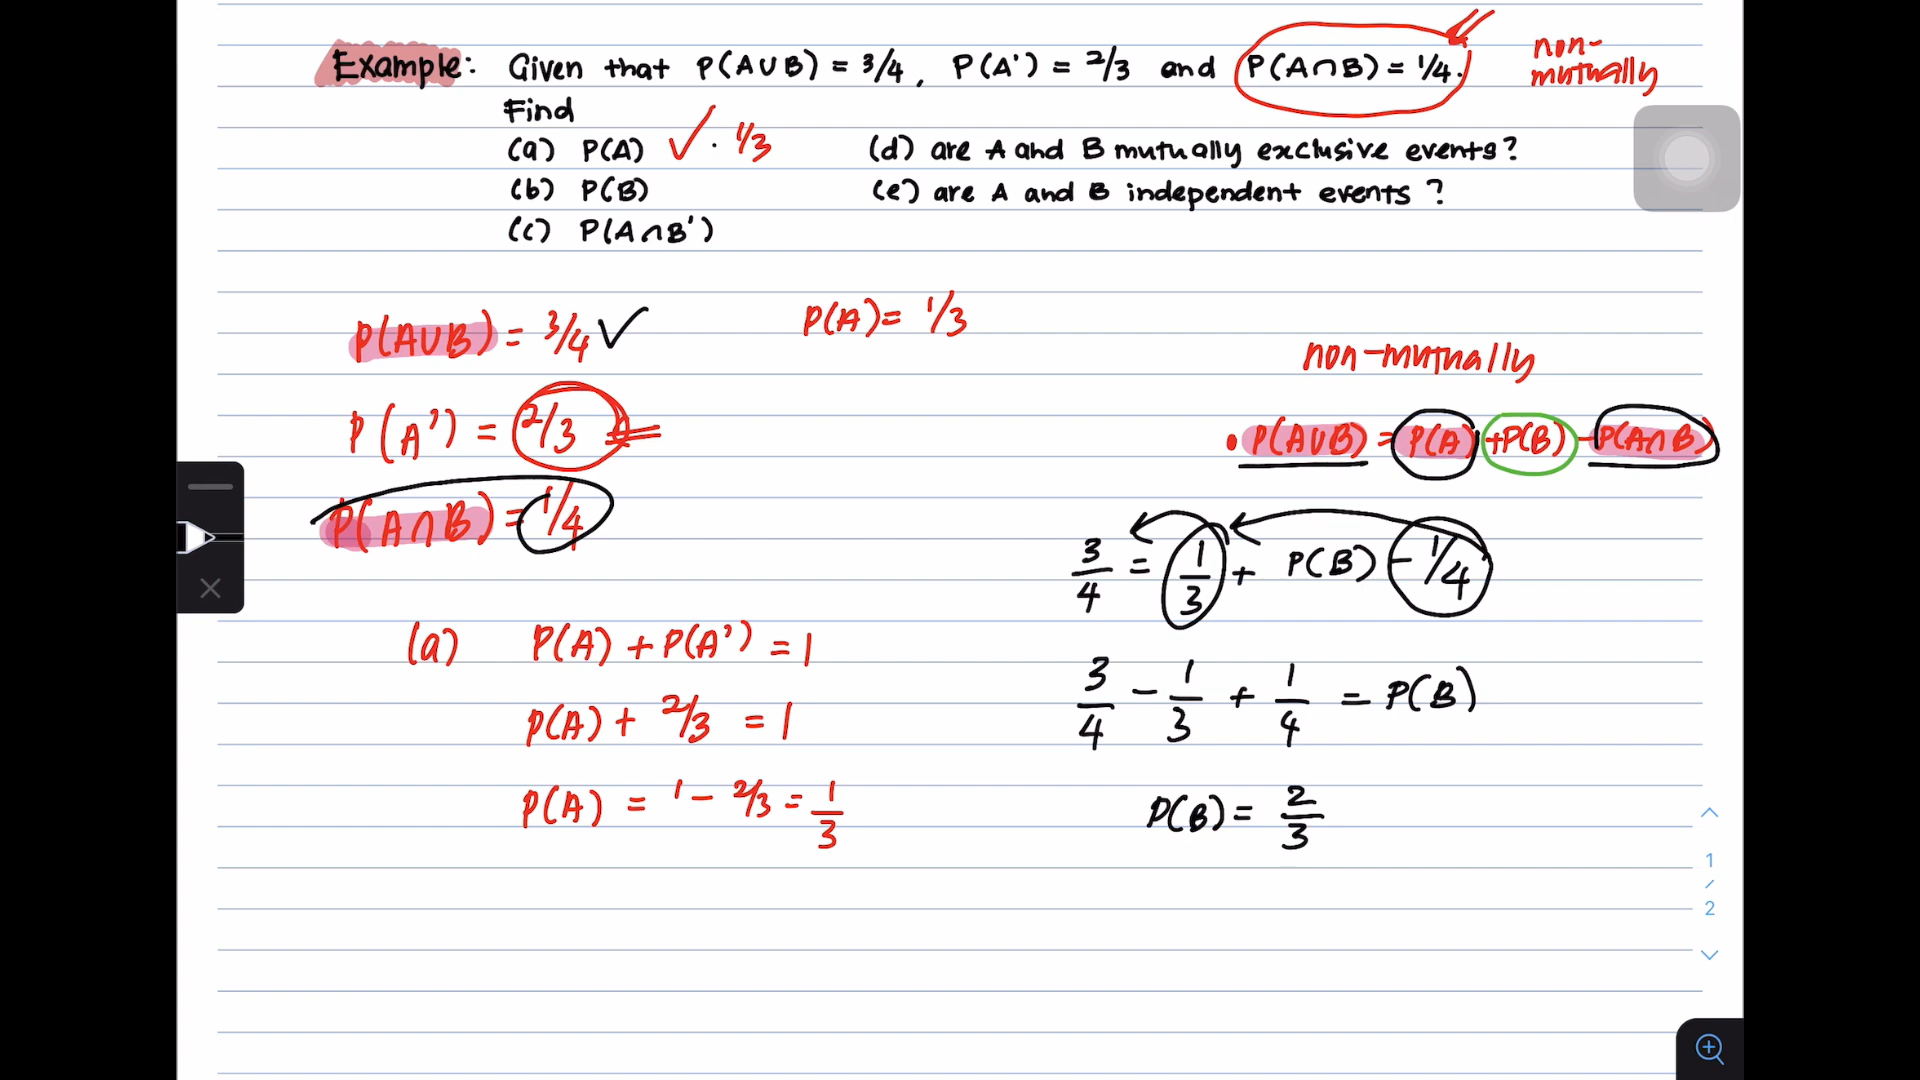 Example: Given that P(A∪B) = 3/4, P(A') = 2/3 and P(A∩B) = 1/4.
non-mutually
Find
(a) P(A) ✓ · 1/3
(d) are A and B mutually exclusive events?
(b) P(B)
(e) are A and B independent events?
(c) P(A∩B')
P(A∪B) = 3/4 ✓
P(A) = 1/3
non-mutually
P(A') = 2/3
• P(A∪B) = P(A) + P(B) - P(A∩B)
P(A∩B) = 1/4
3/4 = 1/3 + P(B) - 1/4
(a) P(A) + P(A') = 1
3/4 - 1/3 + 1/4 = P(B)
P(A) + 2/3 = 1
P(A) = 1 - 2/3 = 1/3
P(B) = 2/3
1
/
2